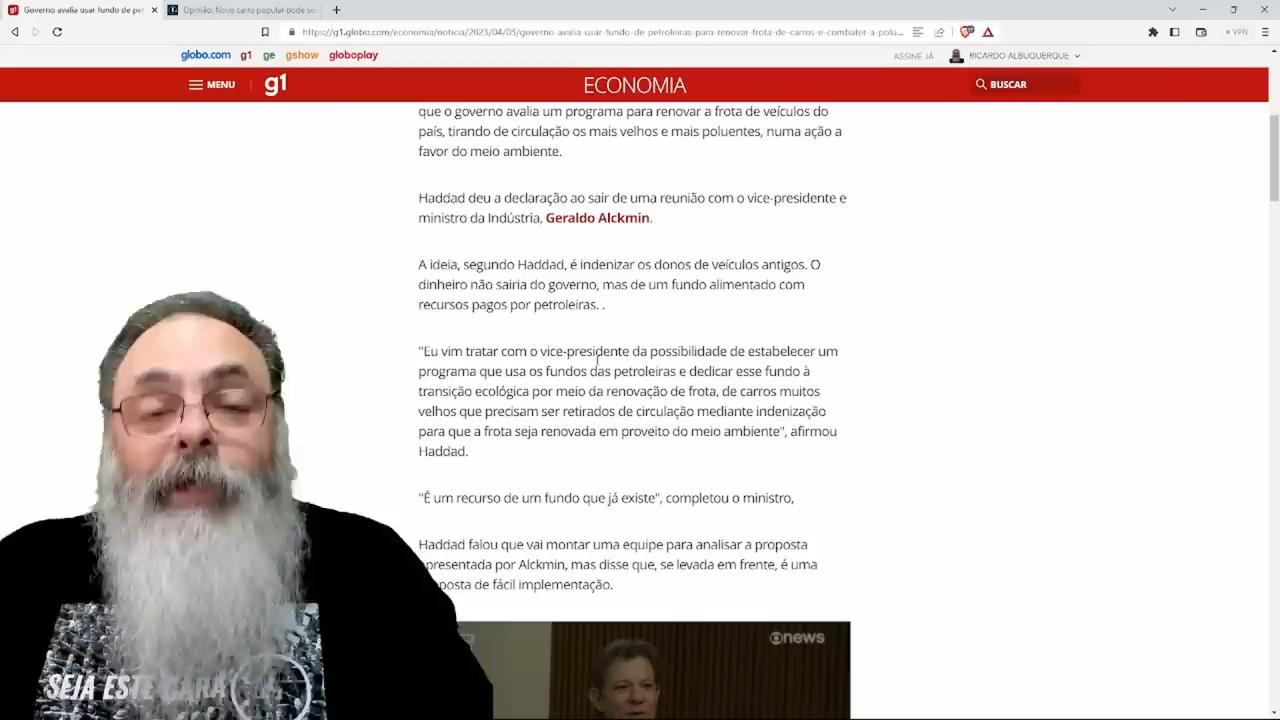 Governo avalia usar fundo de pet
Opinião: Novo carro popular pode se
https://g1.globo.com/economia/noticia/2023/04/03/governo-avalia-usar-fundo-de-petroleiras-para-renovar-frota-de-carros-e-combater-a-polu...
VPN
globo.com g1 ge gshow globoplay
ASSINE JÁ
RICARDO ALBUQUERQUE
MENU
g1
ECONOMIA
BUSCAR
que o governo avalia um programa para renovar a frota de veículos do
país, tirando de circulação os mais velhos e mais poluentes, numa ação a
favor do meio ambiente.
Haddad deu a declaração ao sair de uma reunião com o vice-presidente e
ministro da Indústria, Geraldo Alckmin.
A ideia, segundo Haddad, é indenizar os donos de veículos antigos. O
dinheiro não sairia do governo, mas de um fundo alimentado com
recursos pagos por petroleiras. .
"Eu vim tratar com o vice-presidente da possibilidade de estabelecer um
programa que usa os fundos das petroleiras e dedicar esse fundo à
transição ecológica por meio da renovação de frota, de carros muitos
velhos que precisam ser retirados de circulação mediante indenização
para que a frota seja renovada em proveito do meio ambiente", afirmou
Haddad.
"É um recurso de um fundo que já existe", completou o ministro,
Haddad falou que vai montar uma equipe para analisar a proposta
presentada por Alckmin, mas disse que, se levada em frente, é uma
posta de fácil implementação.
news
SEJA ESTE CARA